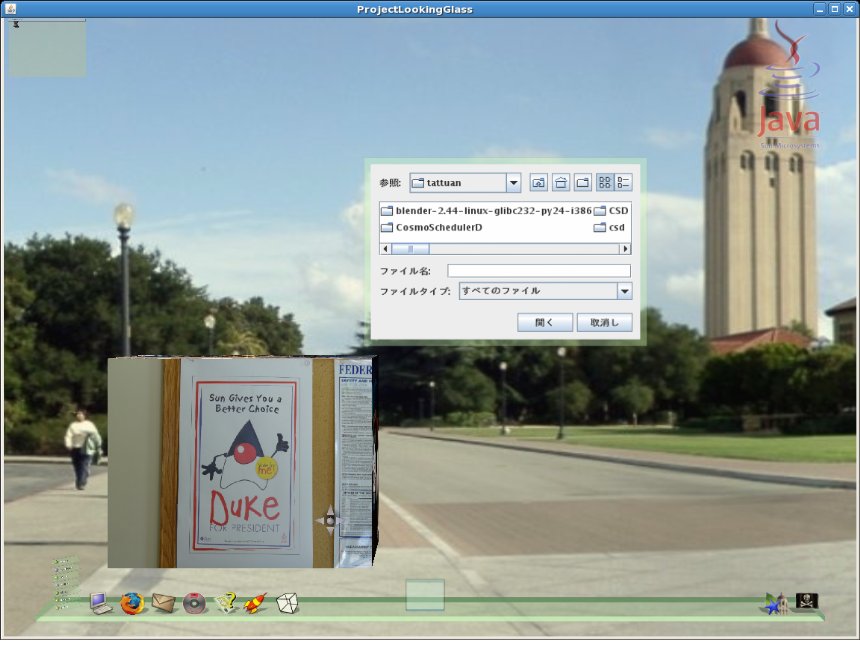 ProjectLookingGlass
Java
Sun Microsystems
参照:
tattuan
blender-2.44-linux-glibc232-py24-i386
CSD
CosmoSchedulerD
csd
ファイル名:
ファイルタイプ:
すべてのファイル
開く
取消し
FEDER
Sun Gives You a
Better Choice
me!
Duke
FOR PRESIDENT